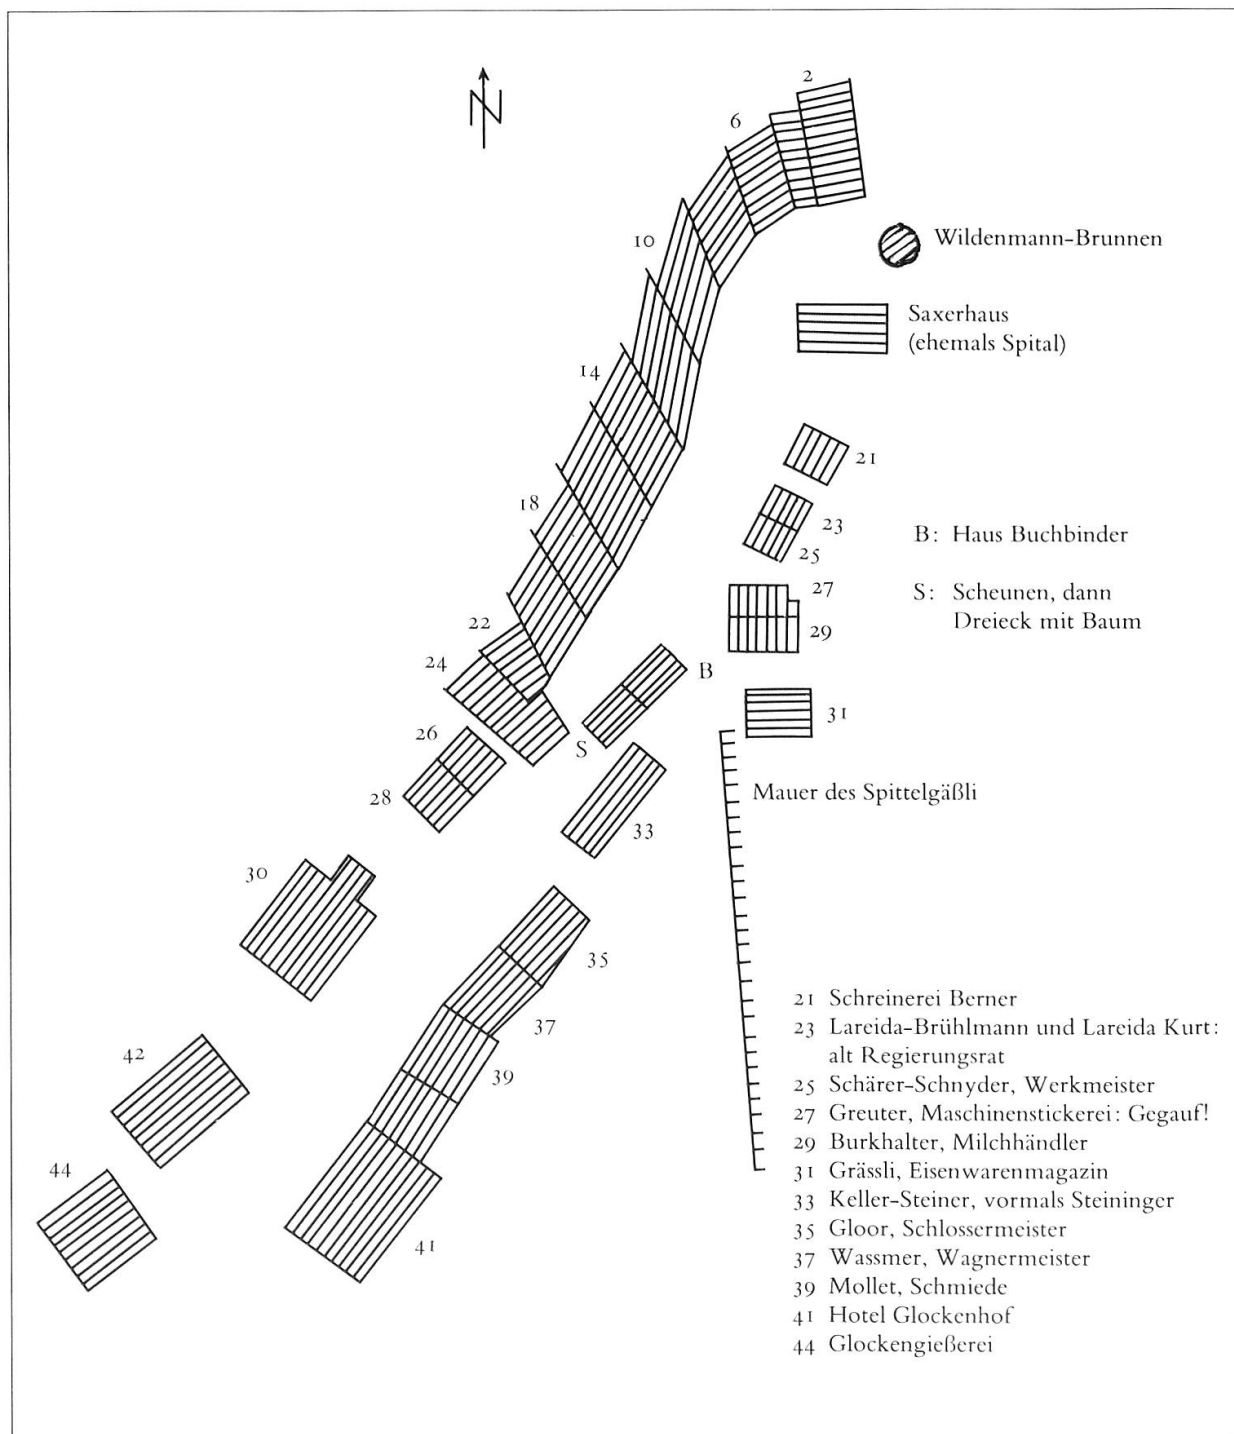 N
2
6
10
Wildenmann-Brunnen
Saxerhaus
(ehemals Spital)
14
21
18
23
25
B: Haus Buchbinder
27
S: Scheunen, dann
Dreieck mit Baum
22
29
24
B
31
26
S
28
Mauer des Spittelgäßli
33
30
35
37
42
39
44
41
21 Schreinerei Berner
23 Lareida-Brühlmann und Lareida Kurt:
alt Regierungsrat
25 Schärer-Schnyder, Werkmeister
27 Greuter, Maschinenstickerei: Gegauf!
29 Burkhalter, Milchhändler
31 Grässli, Eisenwarenmagazin
33 Keller-Steiner, vormals Steininger
35 Gloor, Schlossermeister
37 Wassmer, Wagnermeister
39 Mollet, Schmiede
41 Hotel Glockenhof
44 Glockengießerei